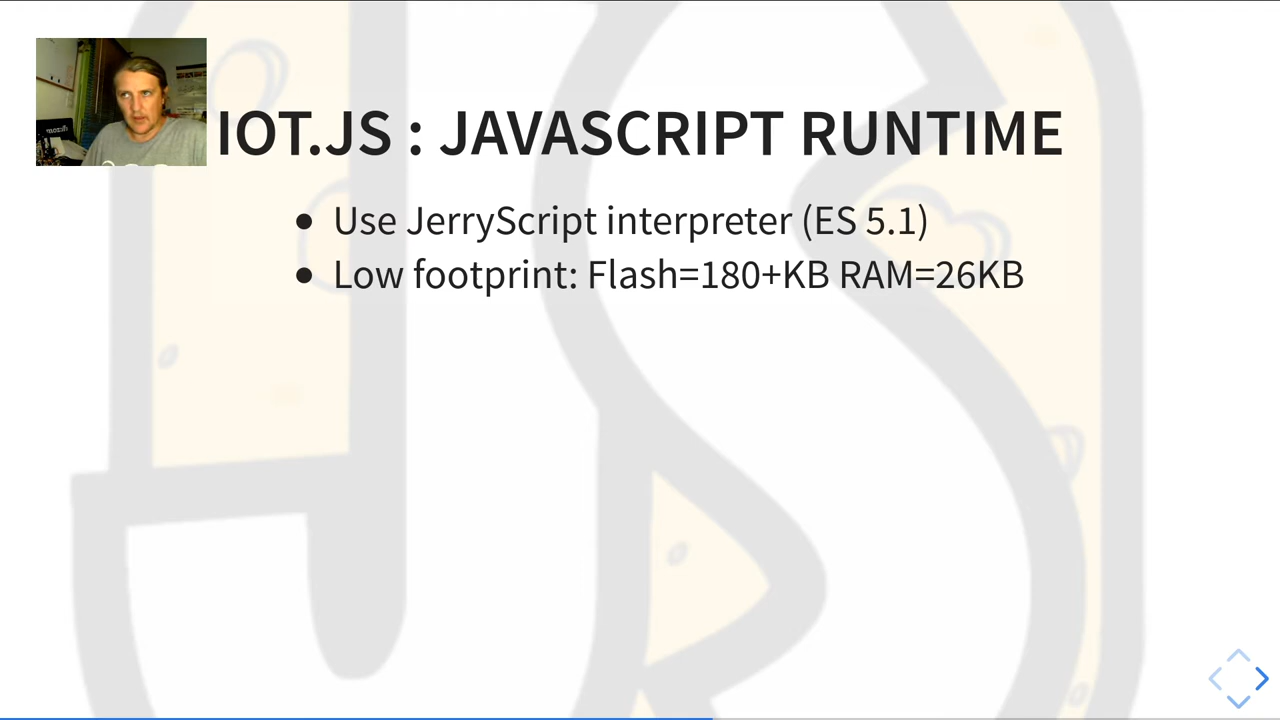 IOT.JS : JAVASCRIPT RUNTIME
● Use JerryScript interpreter (ES 5.1)
● Low footprint: Flash=180+KB RAM=26KB